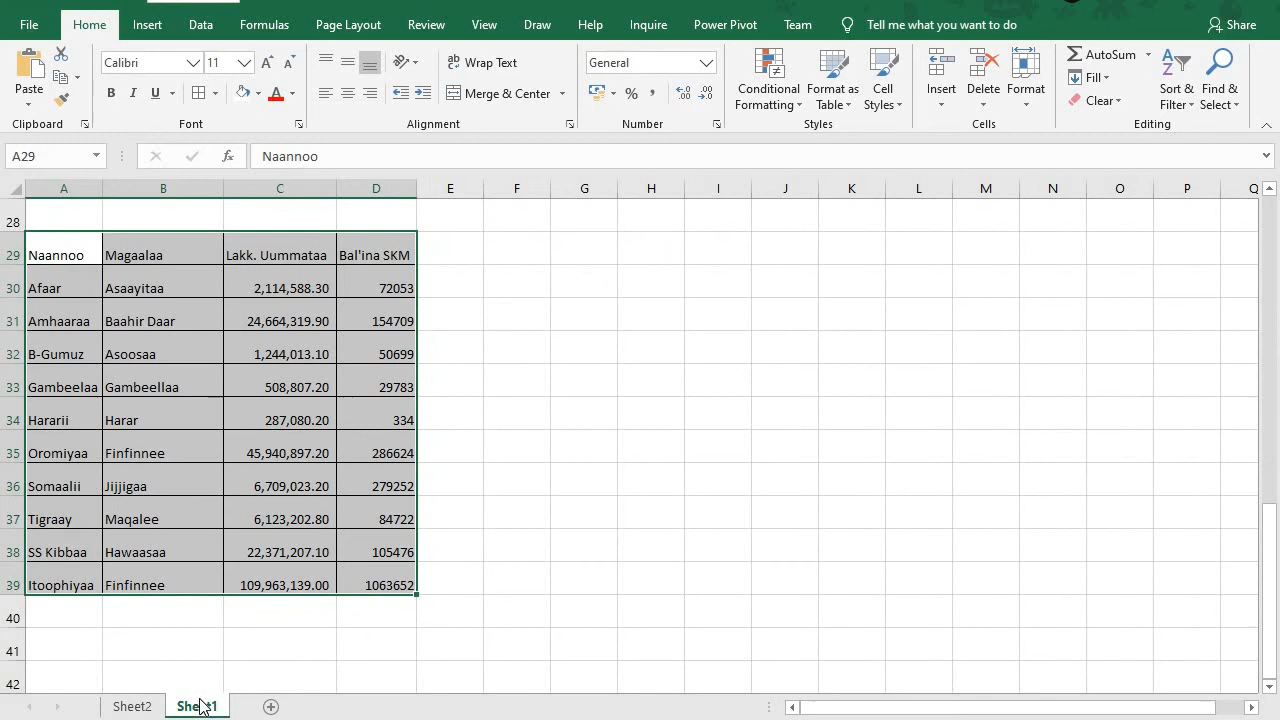 File Home Insert Data Formulas Page Layout Review View Draw Help Inquire Power Pivot Team Tell me what you want to do Share
Calibri 11 Wrap Text General AutoSum
Paste Merge & Center Conditional Formatting Format as Table Cell Styles Insert Delete Format Fill Clear Sort & Filter Find & Select
Clipboard Font Alignment Number Styles Cells Editing
A29 fx Naannoo
A B C D E F G H I J K L M N O P Q
28
29 Naannoo Magaalaa Lakk. Uummataa Bal'ina SKM
30 Afaar Asaayitaa 2,114,588.30 72053
31 Amhaaraa Baahir Daar 24,664,319.90 154709
32 B-Gumuz Asoosaa 1,244,013.10 50699
33 Gambeelaa Gambeellaa 508,807.20 29783
34 Hararii Harar 287,080.20 334
35 Oromiyaa Finfinnee 45,940,897.20 286624
36 Somaalii Jijjigaa 6,709,023.20 279252
37 Tigraay Maqalee 6,123,202.80 84722
38 SS Kibbaa Hawaasaa 22,371,207.10 105476
39 Itoophiyaa Finfinnee 109,963,139.00 1063652
40
41
42
Sheet2 Sheet1